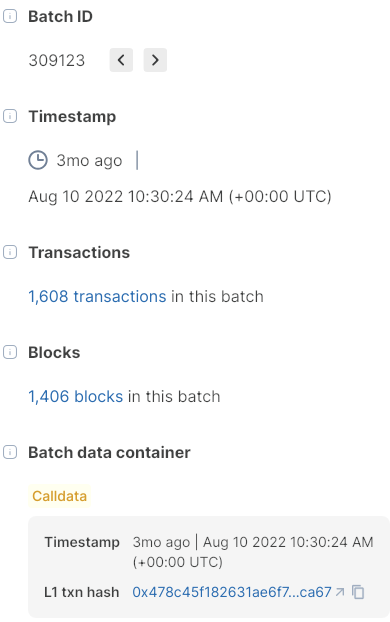 Batch ID
309123
Timestamp
3mo ago |
Aug 10 2022 10:30:24 AM (+00:00 UTC)
Transactions
1,608 transactions in this batch
Blocks
1,406 blocks in this batch
Batch data container
Calldata
Timestamp 3mo ago | Aug 10 2022 10:30:24 AM
(+00:00 UTC)
L1 txn hash 0x478c45f182631ae6f7...ca67